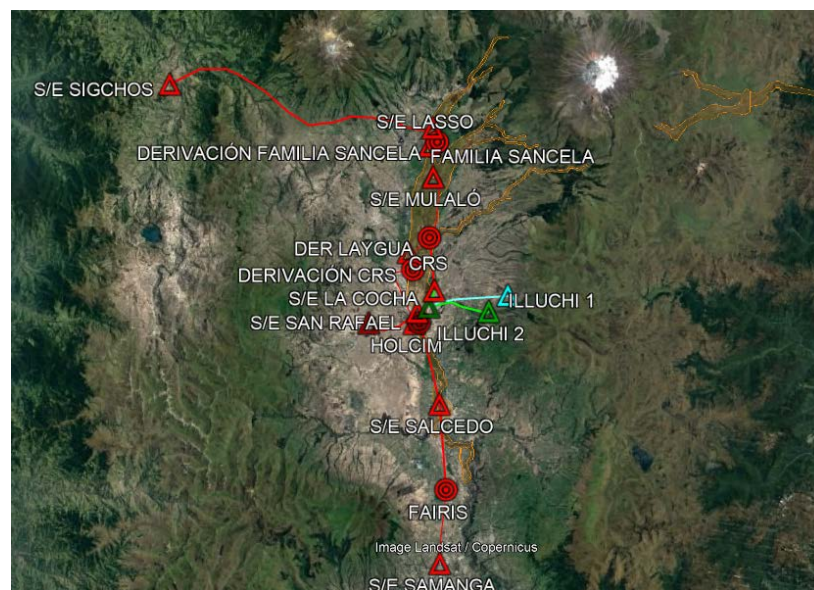 S/E SIGCHOS
S/E LASSO
DERIVACIÓN FAMILIA SANCELA
FAMILIA SANCELA
S/E MULALÓ
DER LAYGUA
CRS
DERIVACIÓN CRS
S/E LA COCHA
ILLUCHI 1
S/E SAN RAFAEL
ILLUCHI 2
HOLCIM
S/E SALCEDO
FAIRIS
Image Landsat / Copernicus
S/E SAMANGA